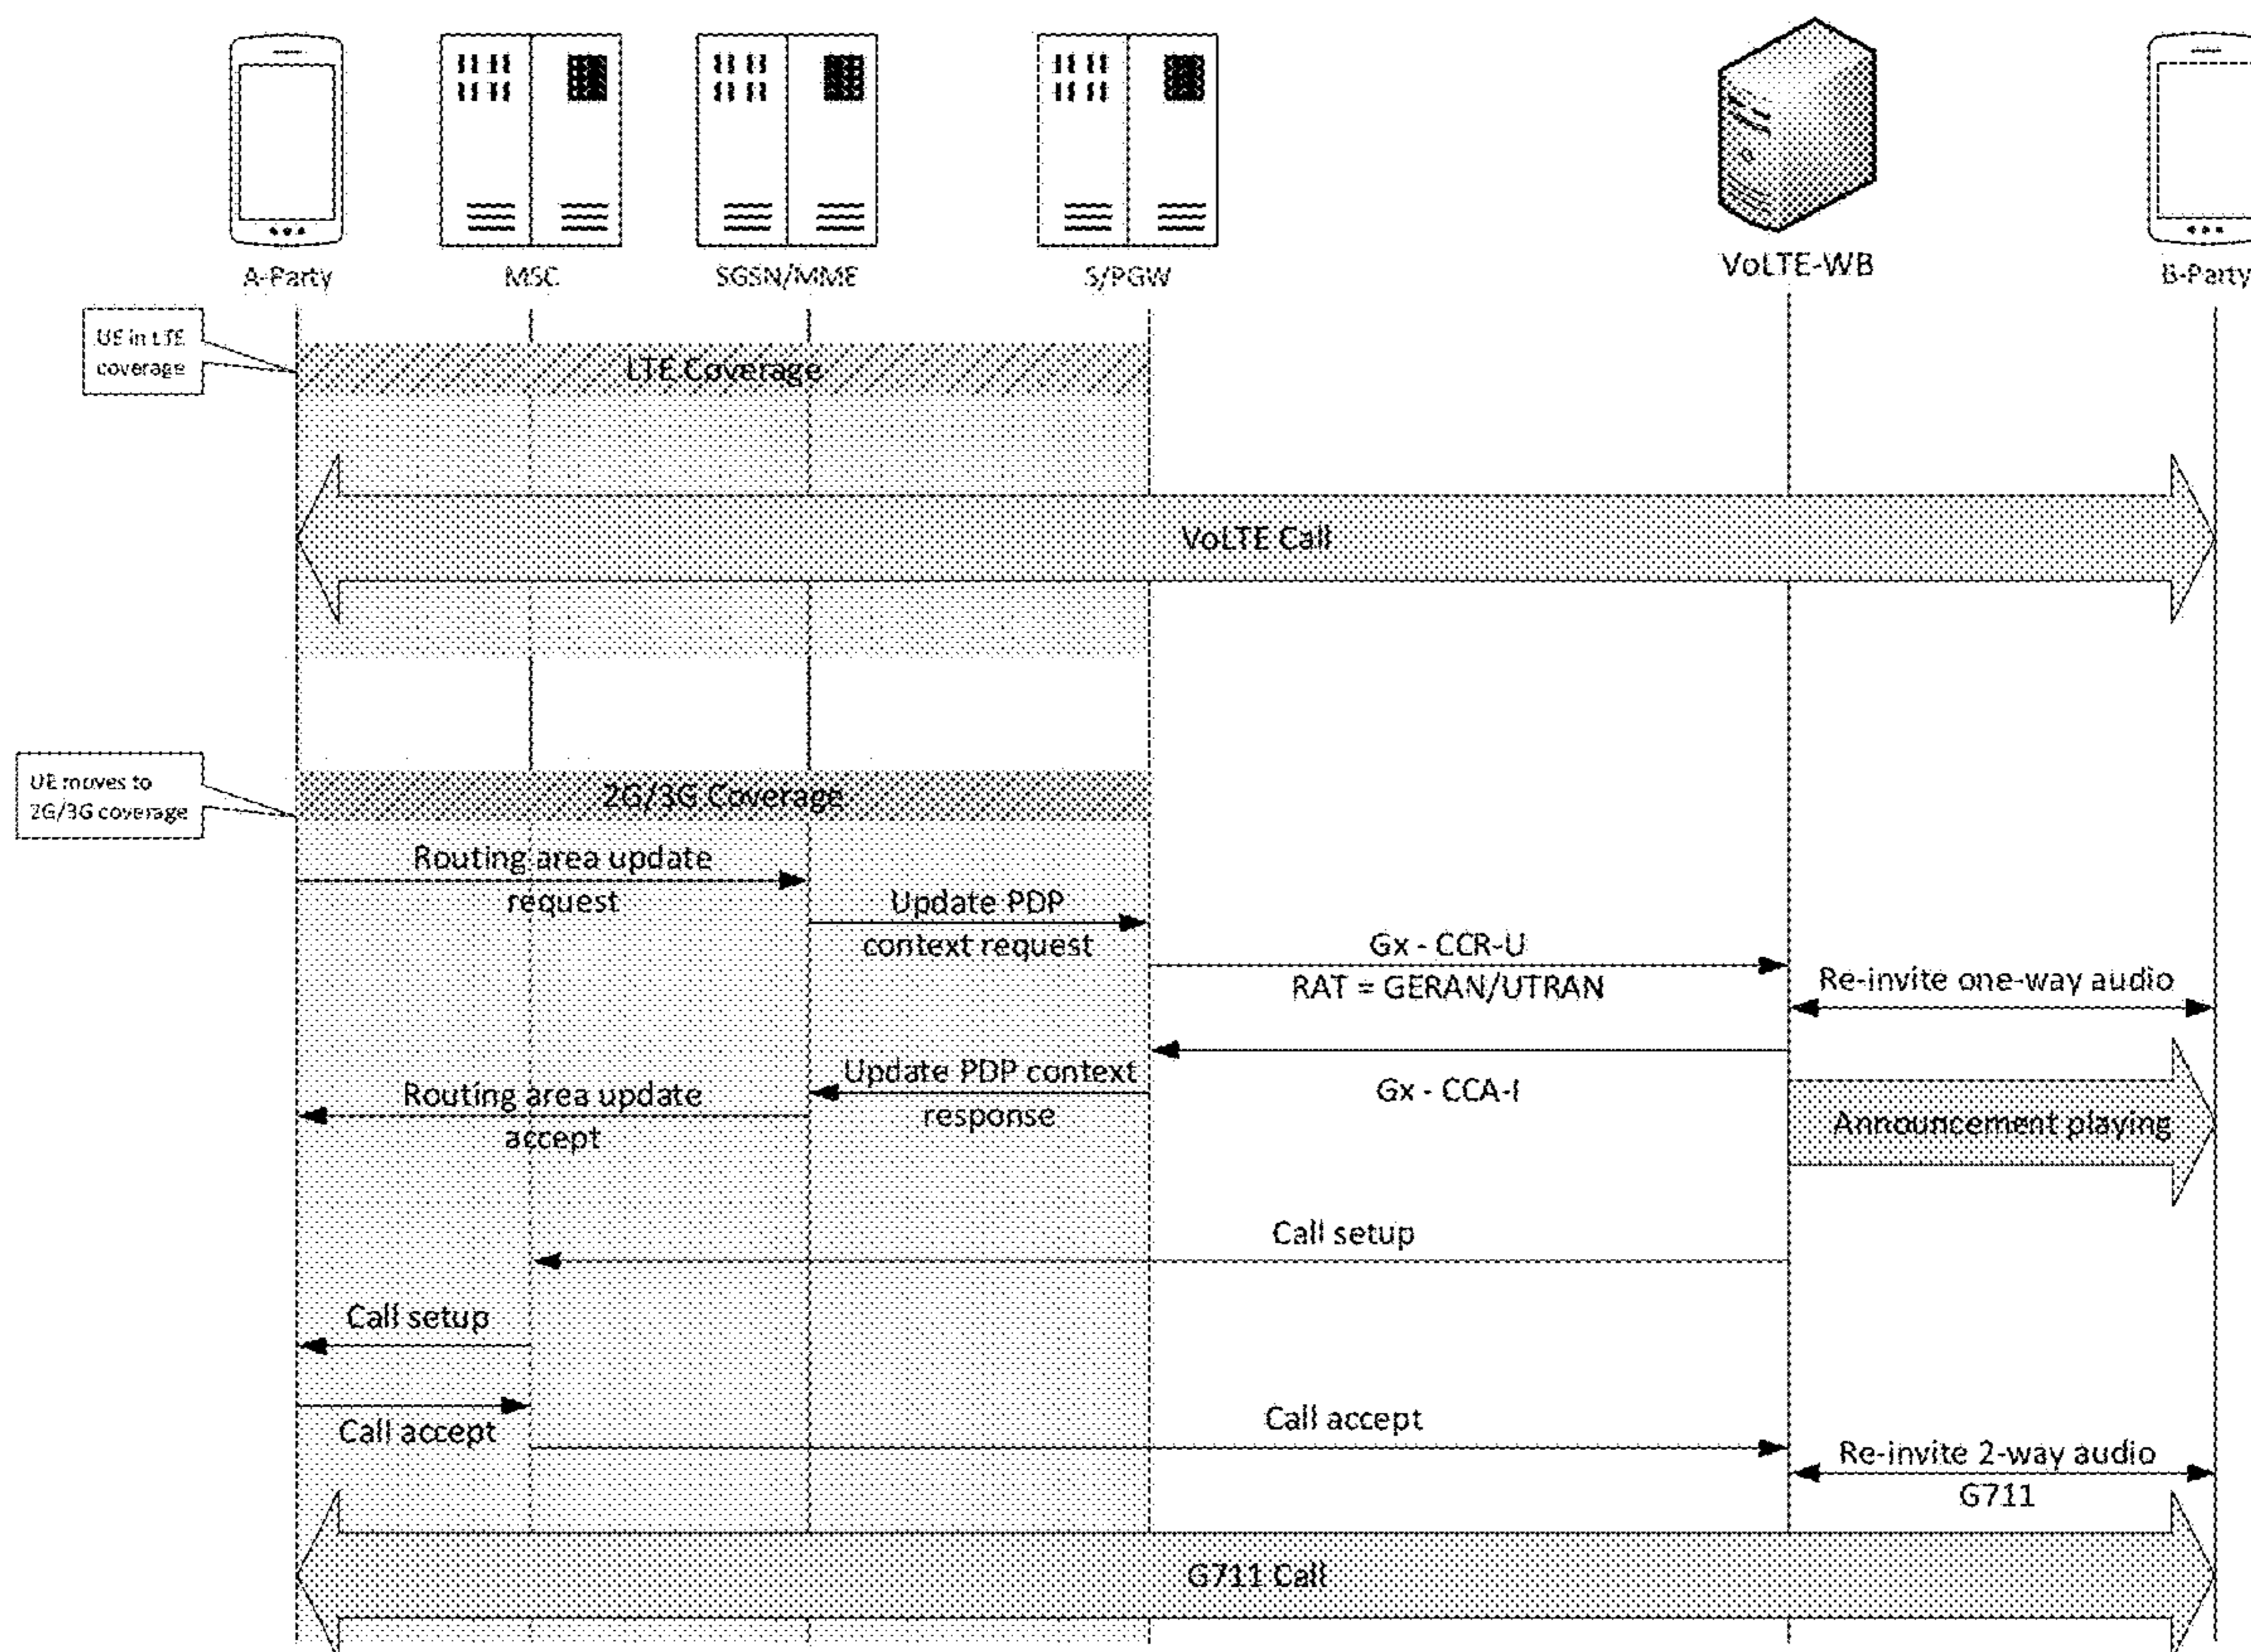 A-Party
MSC
SGSN/MME
S/PGW
VoLTE-WB
B-Party
UE in LTE
coverage
LTE Coverage
VoLTE Call
UE moves to
2G/3G coverage
2G/3G Coverage
Routing area update
request
Update PDP
context request
Gx - CCR-U
RAT = GERAN/UTRAN
Re-invite one-way audio
Update PDP context
response
Gx - CCA-I
Routing area update
accept
Announcement playing
Call setup
Call setup
Call accept
Call accept
Re-invite 2-way audio
G711
G711 Call